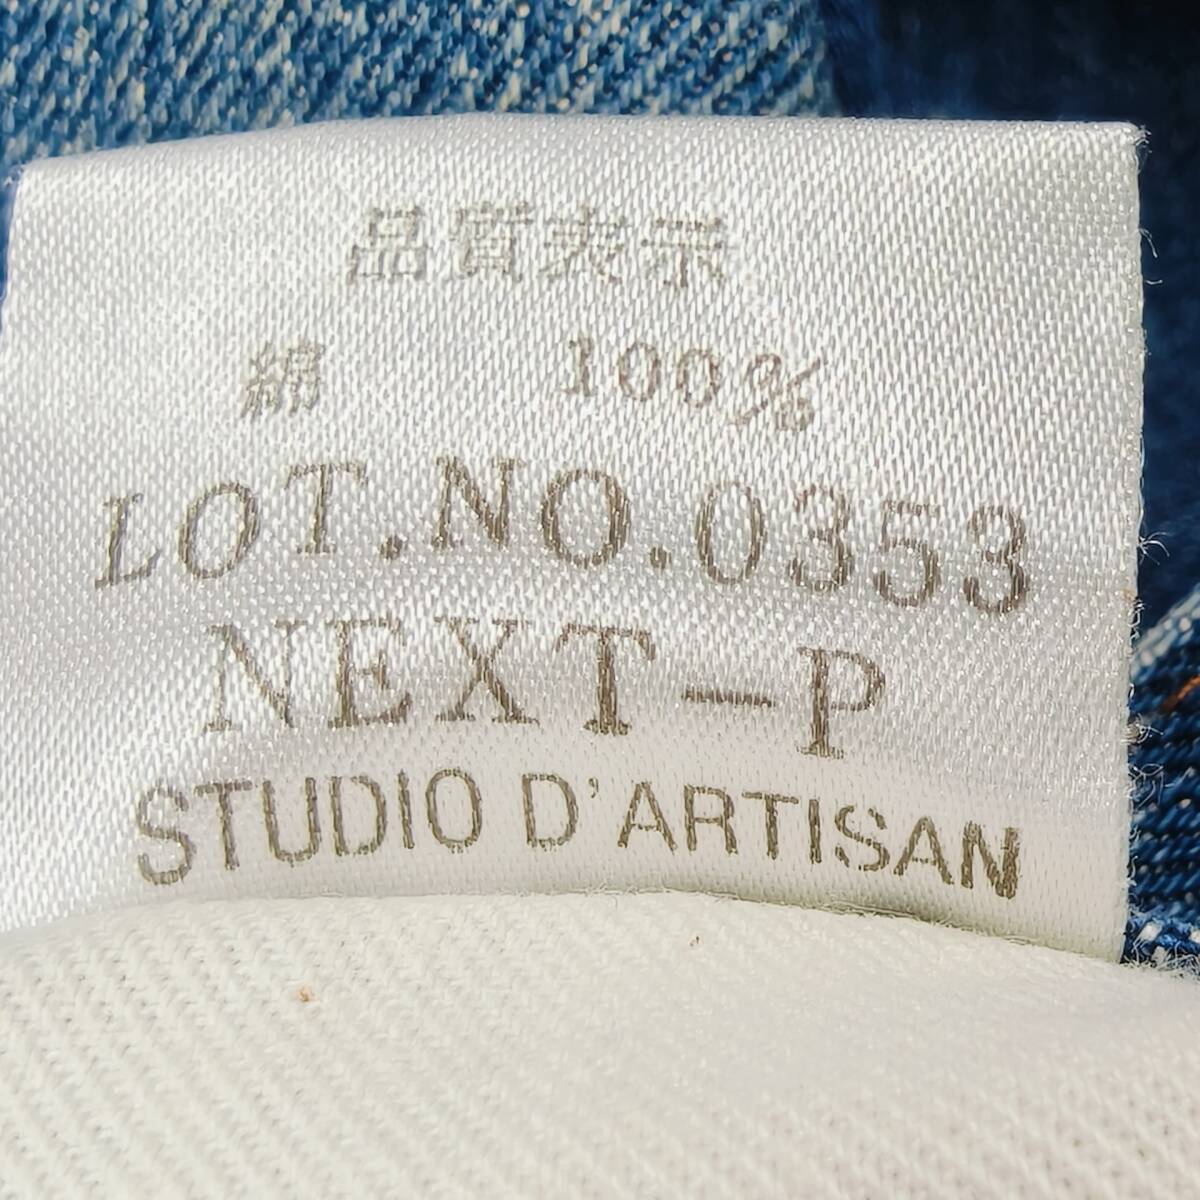 品質表示
綿 100%
LOT.NO.0353
NEXT-P
STUDIO D'ARTISAN